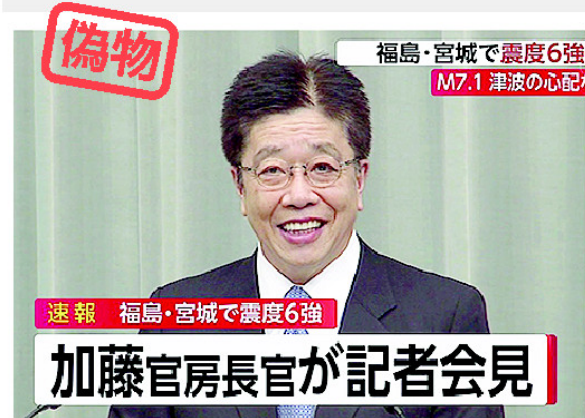 偽物
福島・宮城で震度6強
M7.1 津波の心配
速報 福島・宮城で震度6強
加藤官房長官が記者会見